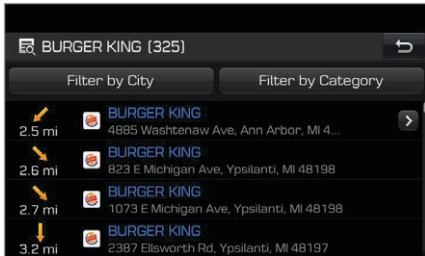 BURGER KING (325)
Filter by City
Filter by Category
BURGER KING
2.5 mi
4885 Washtenaw Ave, Ann Arbor, MI 4...
BURGER KING
2.6 mi
823 E Michigan Ave, Ypsilanti, MI 48198
BURGER KING
2.7 mi
1073 E Michigan Ave, Ypsilanti, MI 48198
BURGER KING
3.2 mi
2387 Ellsworth Rd, Ypsilanti, MI 48197